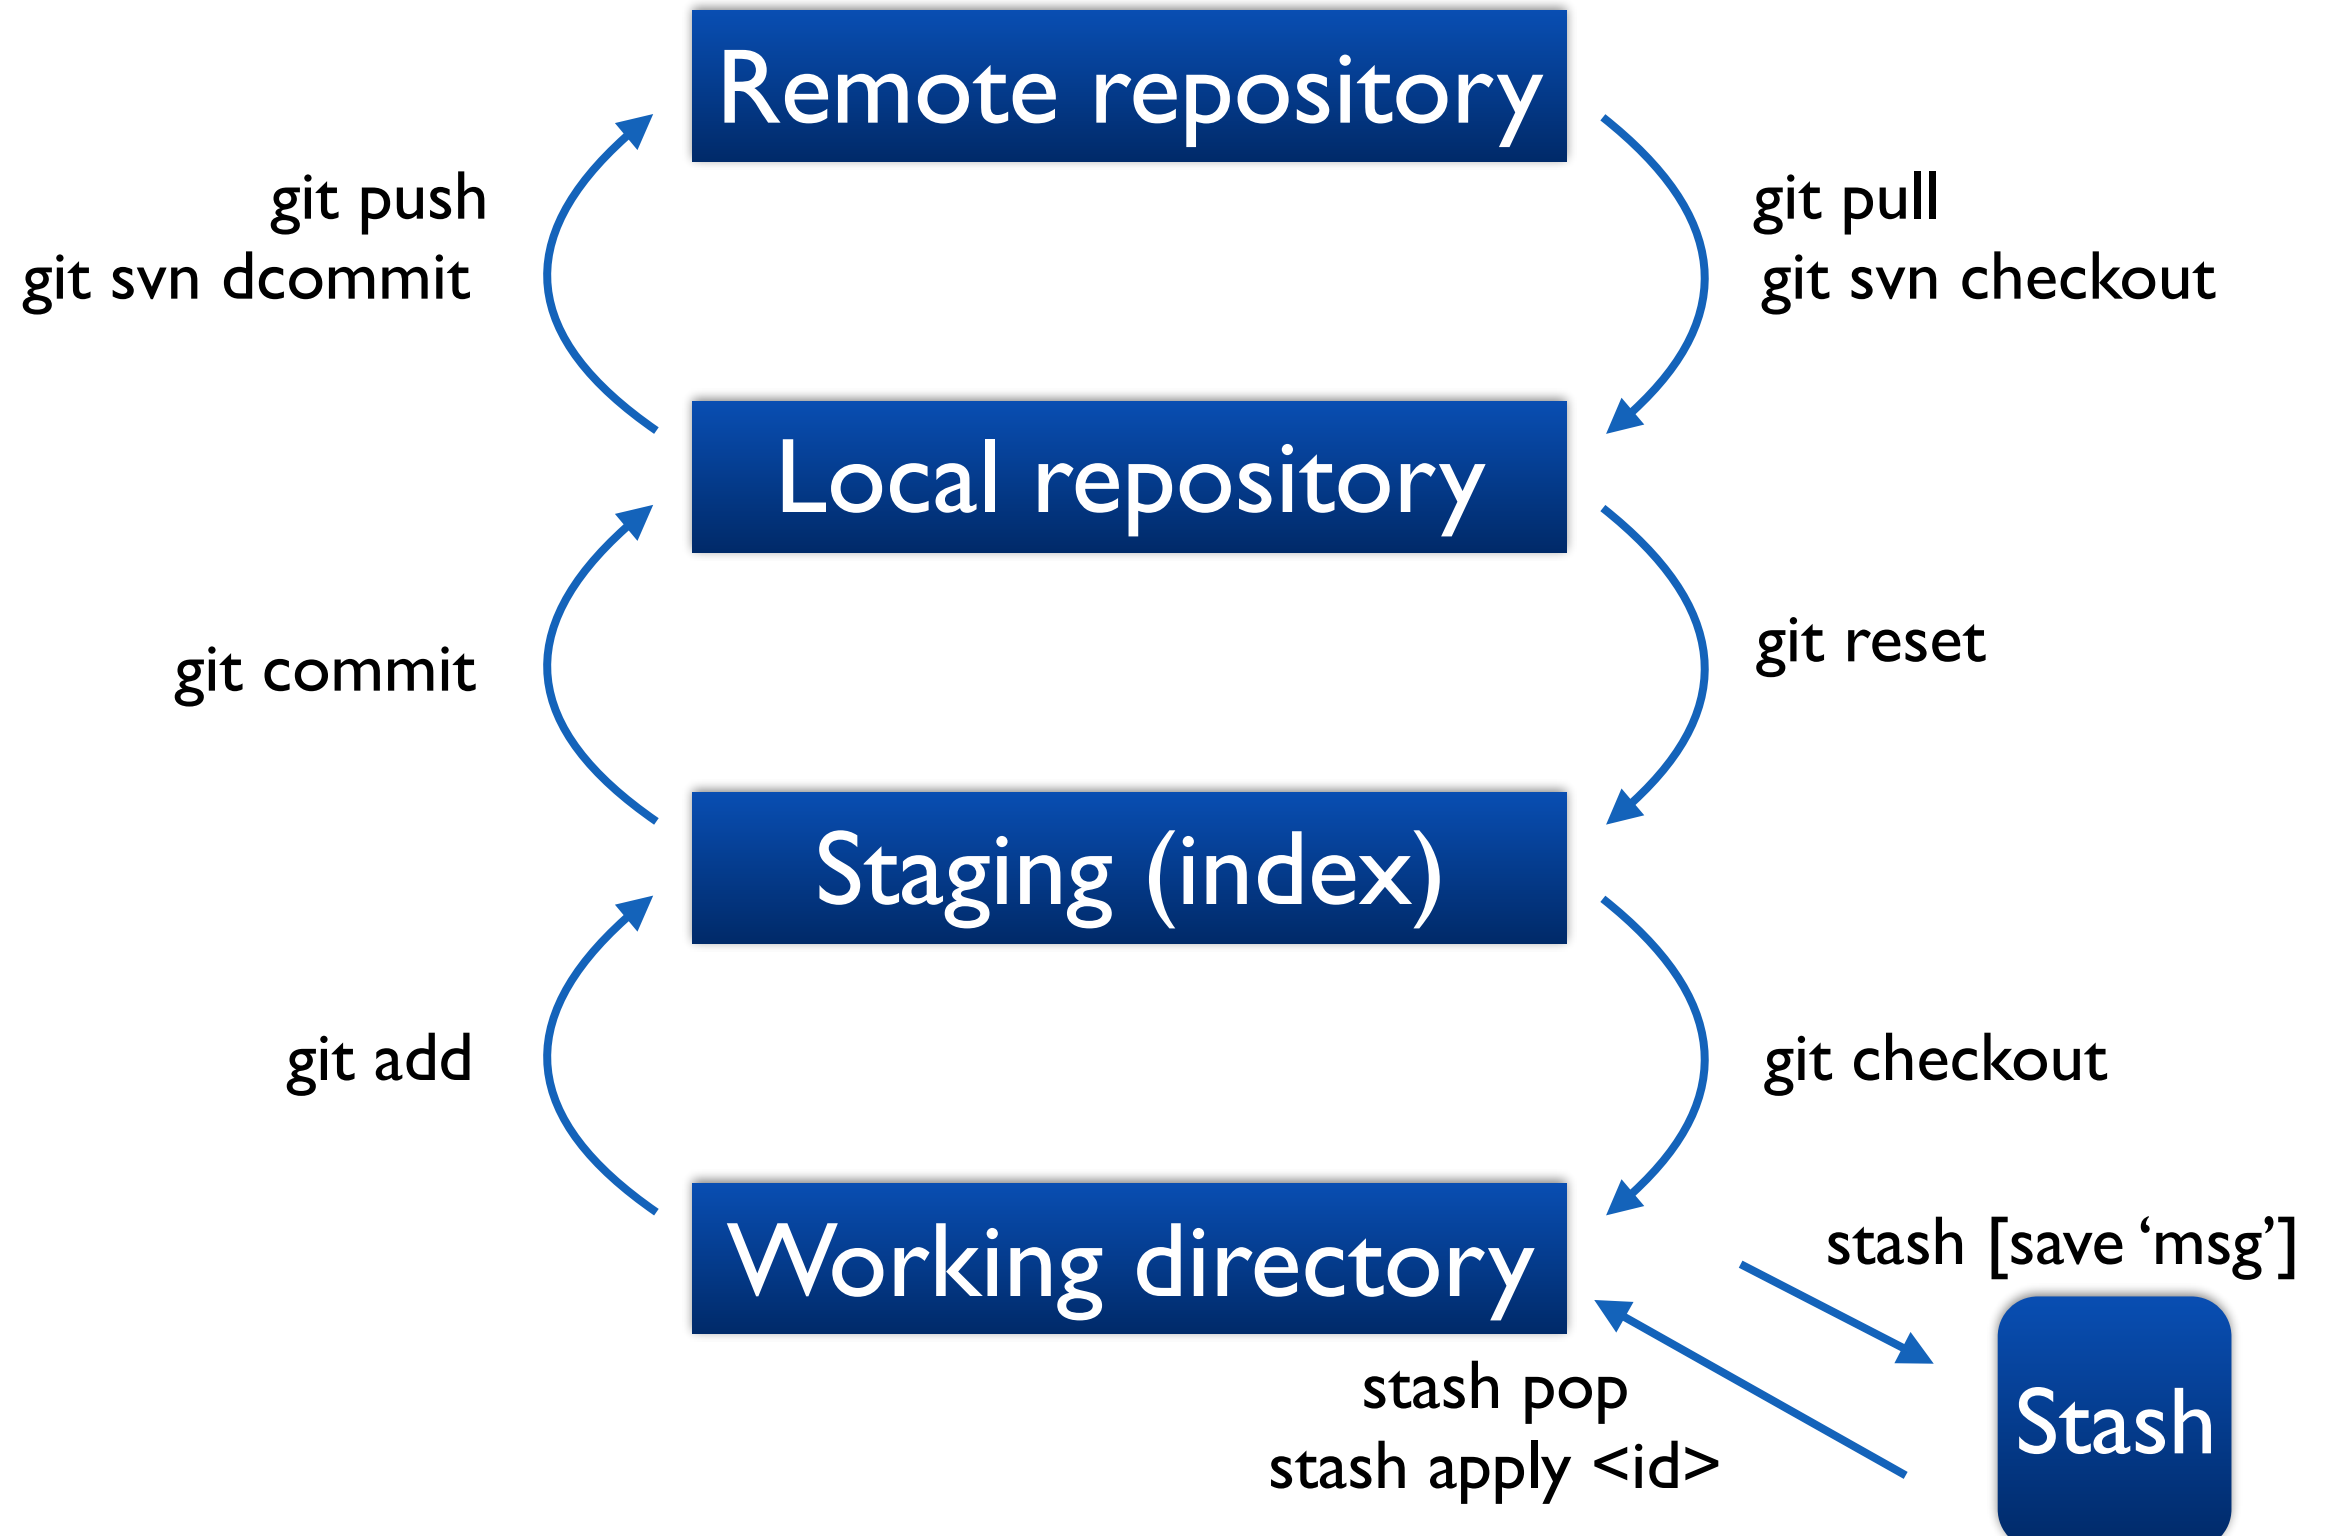 Remote repository
git push
git svn dcommit
git pull
git svn checkout
Local repository
git commit
git reset
Staging (index)
git add
git checkout
Working directory
stash [save ‘msg’]
stash pop
stash apply <id>
Stash